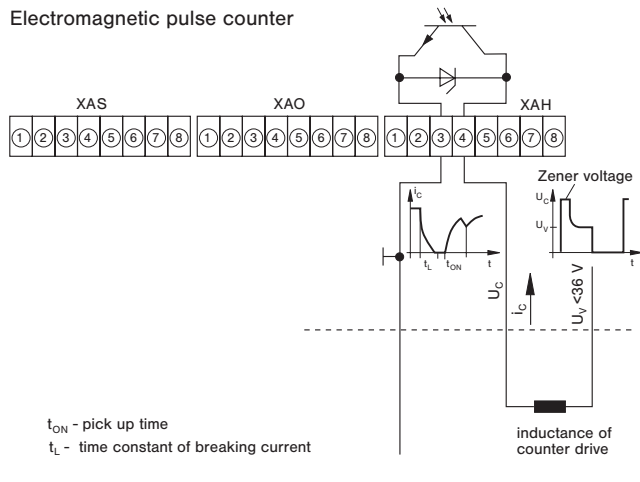 Electromagnetic pulse counter
XAS XAO XAH
1 2 3 4 5 6 7 8 1 2 3 4 5 6 7 8 1 2 3 4 5 6 7 8
Zener voltage
i_C
t_L t_ON t
U_C
U_V
t
U_C
i_C
U_V <36 V
t_ON - pick up time
t_L - time constant of breaking current
inductance of
counter drive